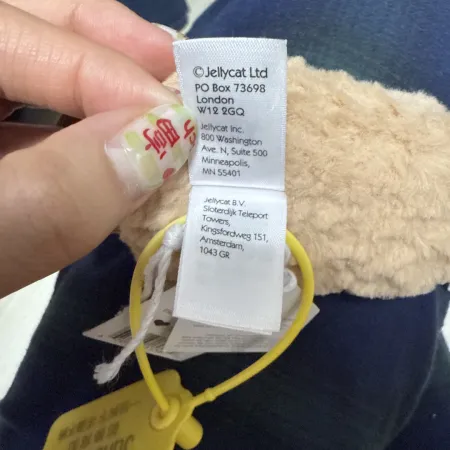 ©Jellycat Ltd
PO Box 73698
London
W12 2GQ
Jellycat Inc.
800 Washington
Ave. N, Suite 500
Minneapolis,
MN 55401
Jellycat B.V.
Sloterdijk Teleport
Towers,
Kingsfordweg 151,
Amsterdam,
1043 GR